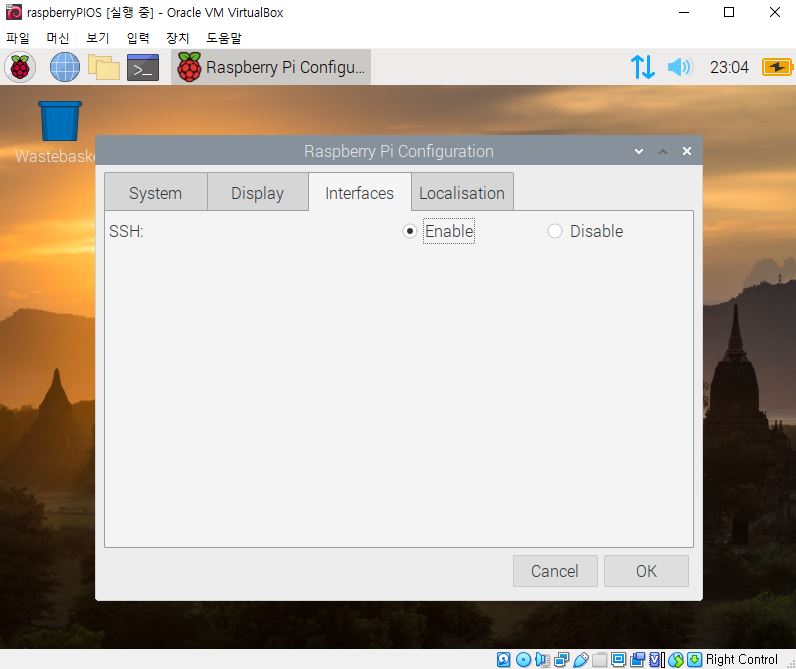 raspberryPIOS [실행 중] - Oracle VM VirtualBox
파일 머신 보기 입력 장치 도움말
Raspberry Pi Configu... 23:04
Wastebaske
Raspberry Pi Configuration
System Display Interfaces Localisation
SSH: Enable Disable
Cancel OK
Right Control